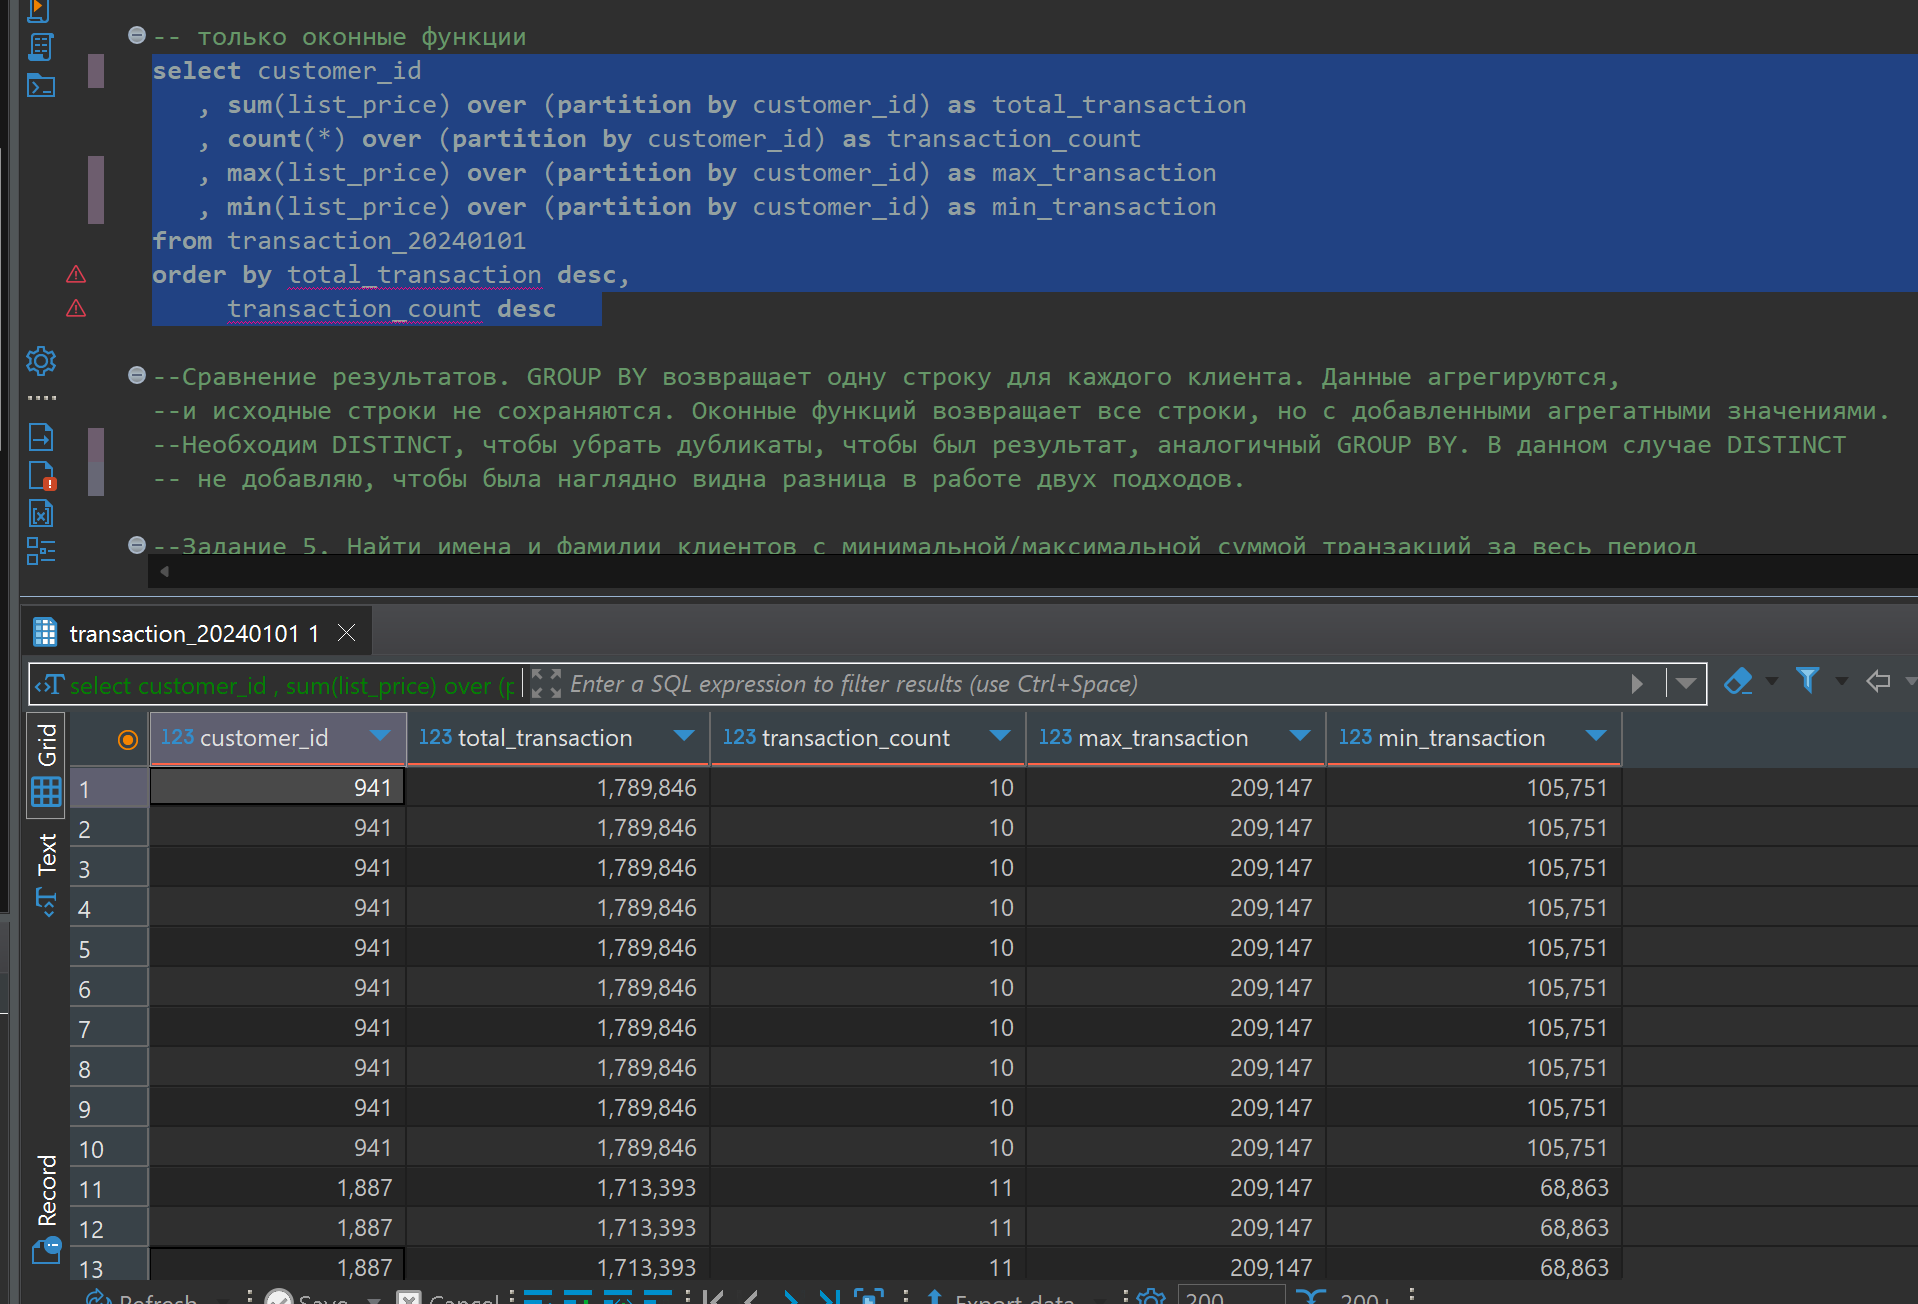 -- только оконные функции
select customer_id
, sum(list_price) over (partition by customer_id) as total_transaction
, count(*) over (partition by customer_id) as transaction_count
, max(list_price) over (partition by customer_id) as max_transaction
, min(list_price) over (partition by customer_id) as min_transaction
from transaction_20240101
order by total_transaction desc,
transaction_count desc
--Сравнение результатов. GROUP BY возвращает одну строку для каждого клиента. Данные агрегируются,
--и исходные строки не сохраняются. Оконные функций возвращает все строки, но с добавленными агрегатными значениями.
--Необходим DISTINCT, чтобы убрать дубликаты, чтобы был результат, аналогичный GROUP BY. В данном случае DISTINCT
-- не добавляю, чтобы была наглядно видна разница в работе двух подходов.
--Задание 5. Найти имена и фамилии клиентов с минимальной/максимальной суммой транзакций за весь период
transaction_20240101 1
select customer_id , sum(list_price) over (p Enter a SQL expression to filter results (use Ctrl+Space)
Grid
Text
Record
123 customer_id 123 total_transaction 123 transaction_count 123 max_transaction 123 min_transaction
1 941 1,789,846 10 209,147 105,751
2 941 1,789,846 10 209,147 105,751
3 941 1,789,846 10 209,147 105,751
4 941 1,789,846 10 209,147 105,751
5 941 1,789,846 10 209,147 105,751
6 941 1,789,846 10 209,147 105,751
7 941 1,789,846 10 209,147 105,751
8 941 1,789,846 10 209,147 105,751
9 941 1,789,846 10 209,147 105,751
10 941 1,789,846 10 209,147 105,751
11 1,887 1,713,393 11 209,147 68,863
12 1,887 1,713,393 11 209,147 68,863
13 1,887 1,713,393 11 209,147 68,863
Refresh Save Cancel Export data 200 200+